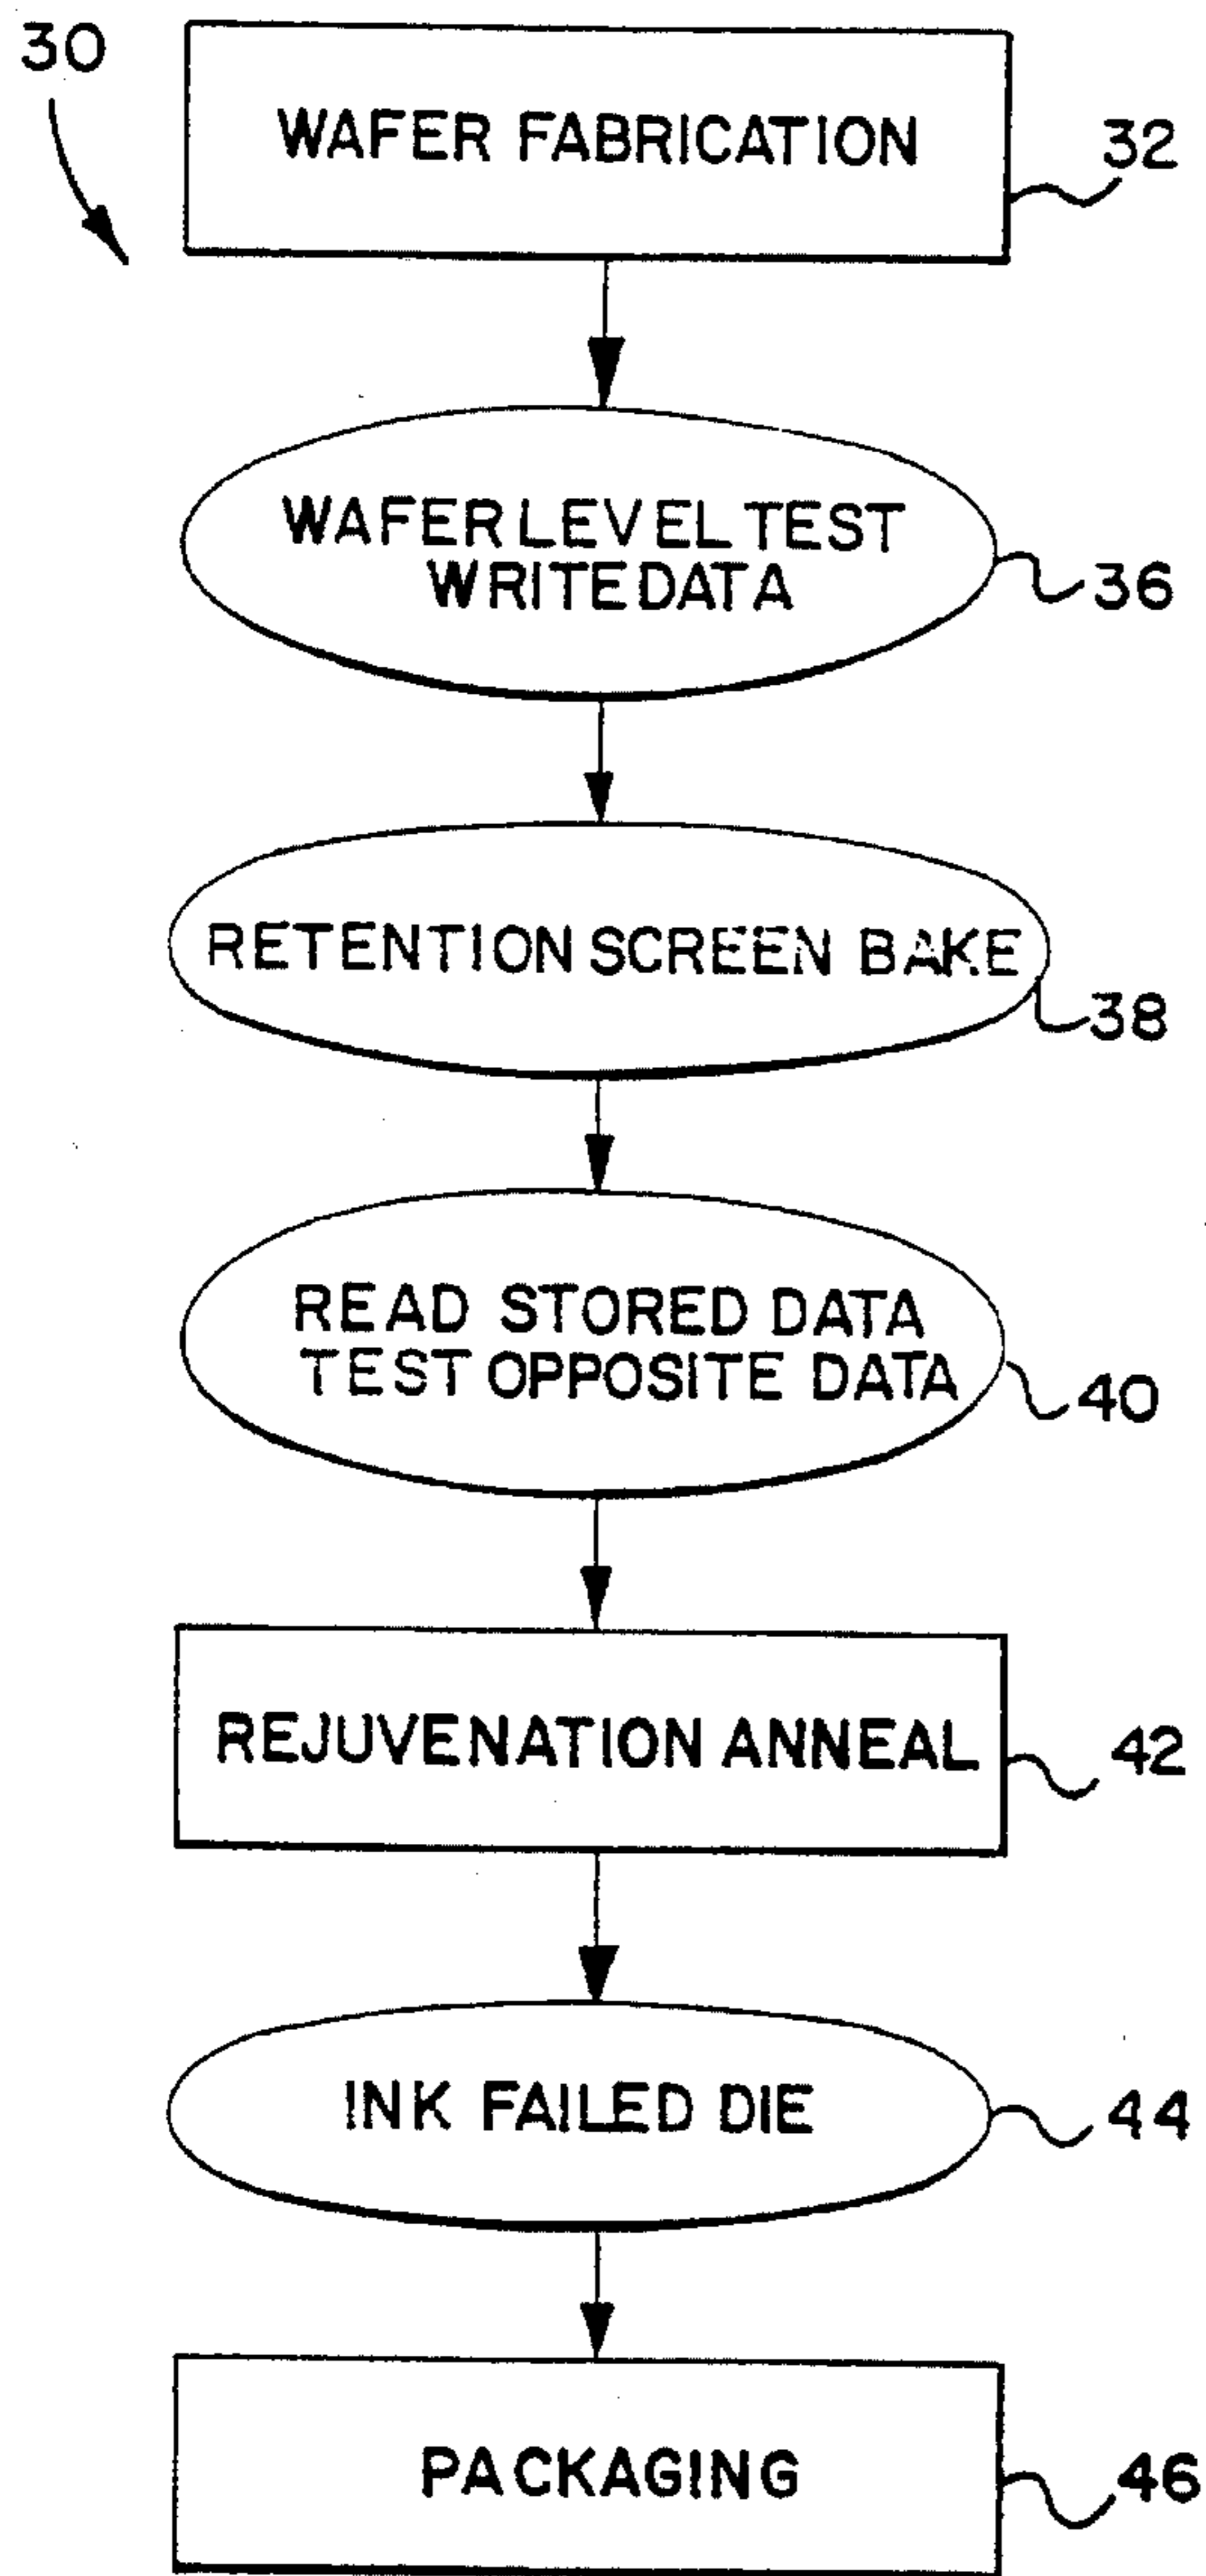 30
WAFER FABRICATION
32
WAFER LEVEL TEST
WRITE DATA
36
RETENTION SCREEN BAKE
38
READ STORED DATA
TEST OPPOSITE DATA
40
REJUVENATION ANNEAL
42
INK FAILED DIE
44
PACKAGING
46